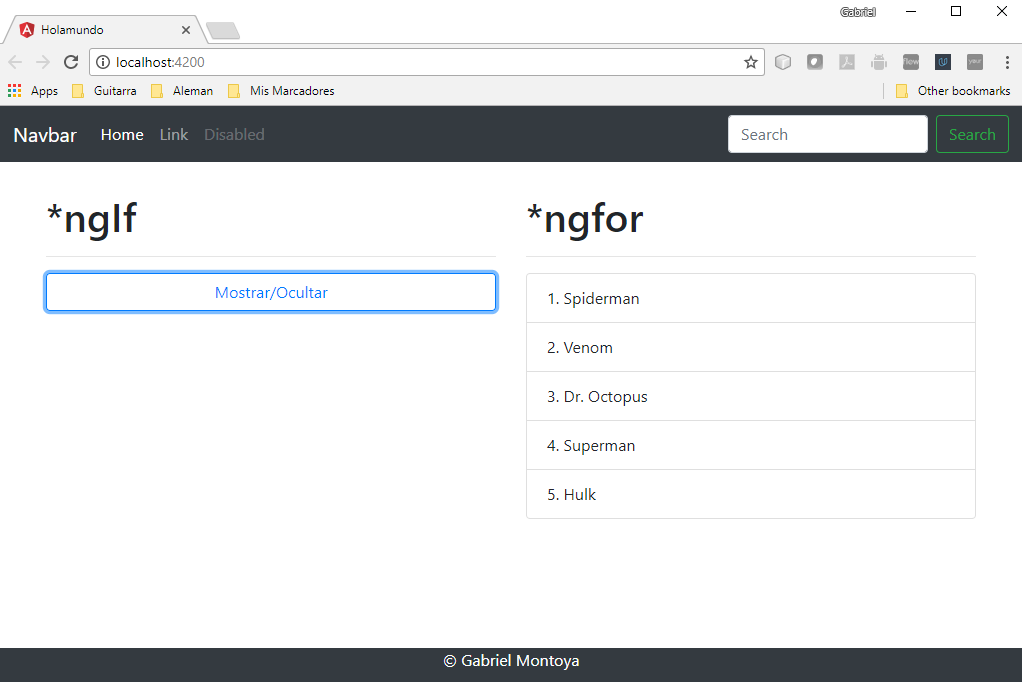 Gabriel
Holamundo
localhost:4200
Apps Guitarra Aleman Mis Marcadores Other bookmarks
Navbar Home Link Disabled Search Search
*ngIf
Mostrar/Ocultar
*ngfor
1. Spiderman
2. Venom
3. Dr. Octopus
4. Superman
5. Hulk
© Gabriel Montoya